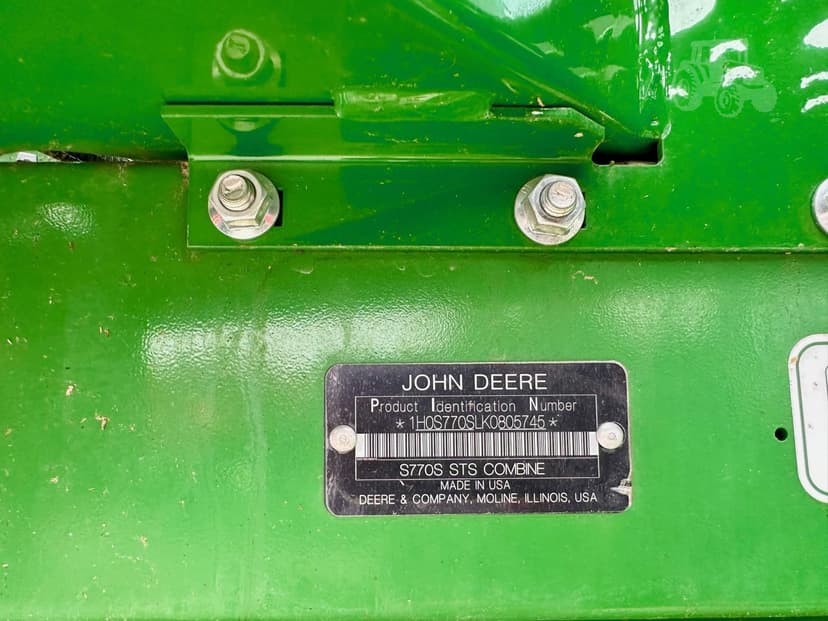 JOHN DEERE
Product Identification Number
*1H0S770SLK0805745*
S770S STS COMBINE
MADE IN USA
DEERE & COMPANY, MOLINE, ILLINOIS, USA